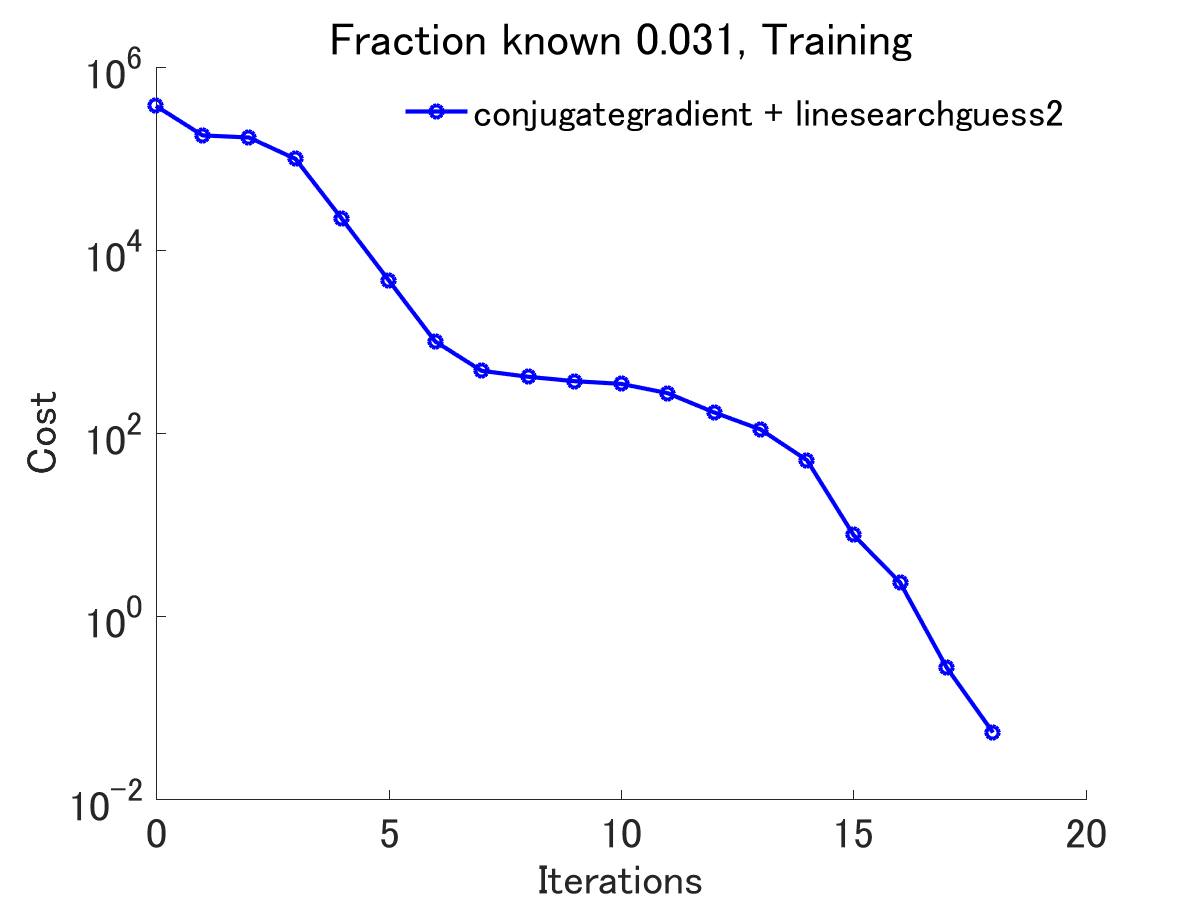 Fraction known 0.031, Training
conjugategradient + linesearchguess2
10^6
10^4
10^2
10^0
10^-2
Cost
0 5 10 15 20
Iterations